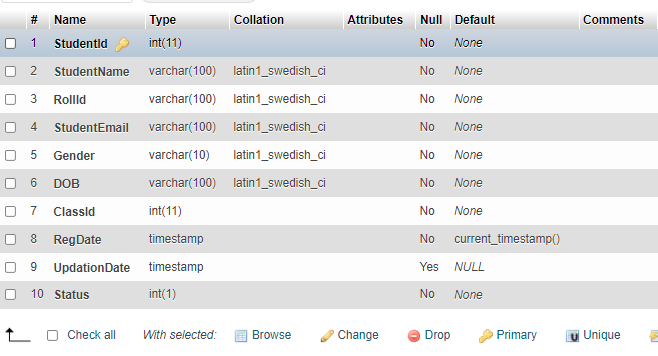 # Name Type Collation Attributes Null Default Comments
1 StudentId int(11) No None
2 StudentName varchar(100) latin1_swedish_ci No None
3 RollId varchar(100) latin1_swedish_ci No None
4 StudentEmail varchar(100) latin1_swedish_ci No None
5 Gender varchar(10) latin1_swedish_ci No None
6 DOB varchar(100) latin1_swedish_ci No None
7 ClassId int(11) No None
8 RegDate timestamp No current_timestamp()
9 UpdationDate timestamp Yes NULL
10 Status int(1) No None
Check all With selected: Browse Change Drop Primary Unique